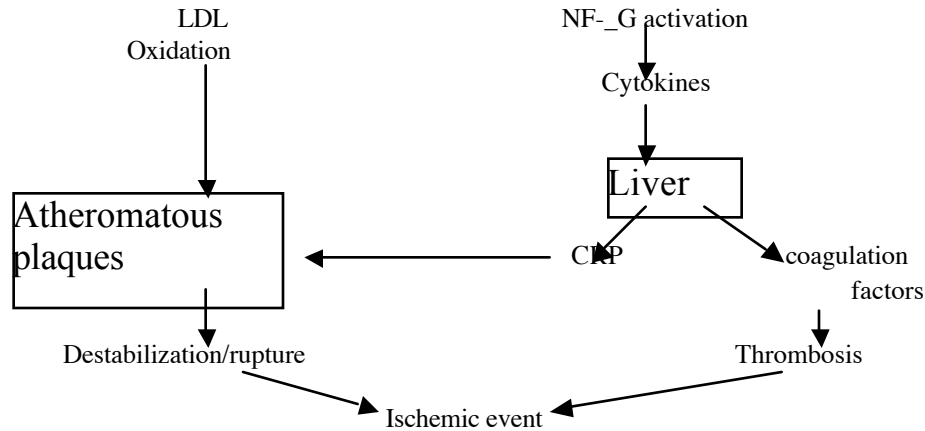 LDL
Oxidation
NF-_G activation
Cytokines
Liver
Atheromatous
plaques
CRP
coagulation
factors
Destabilization/rupture
Thrombosis
Ischemic event